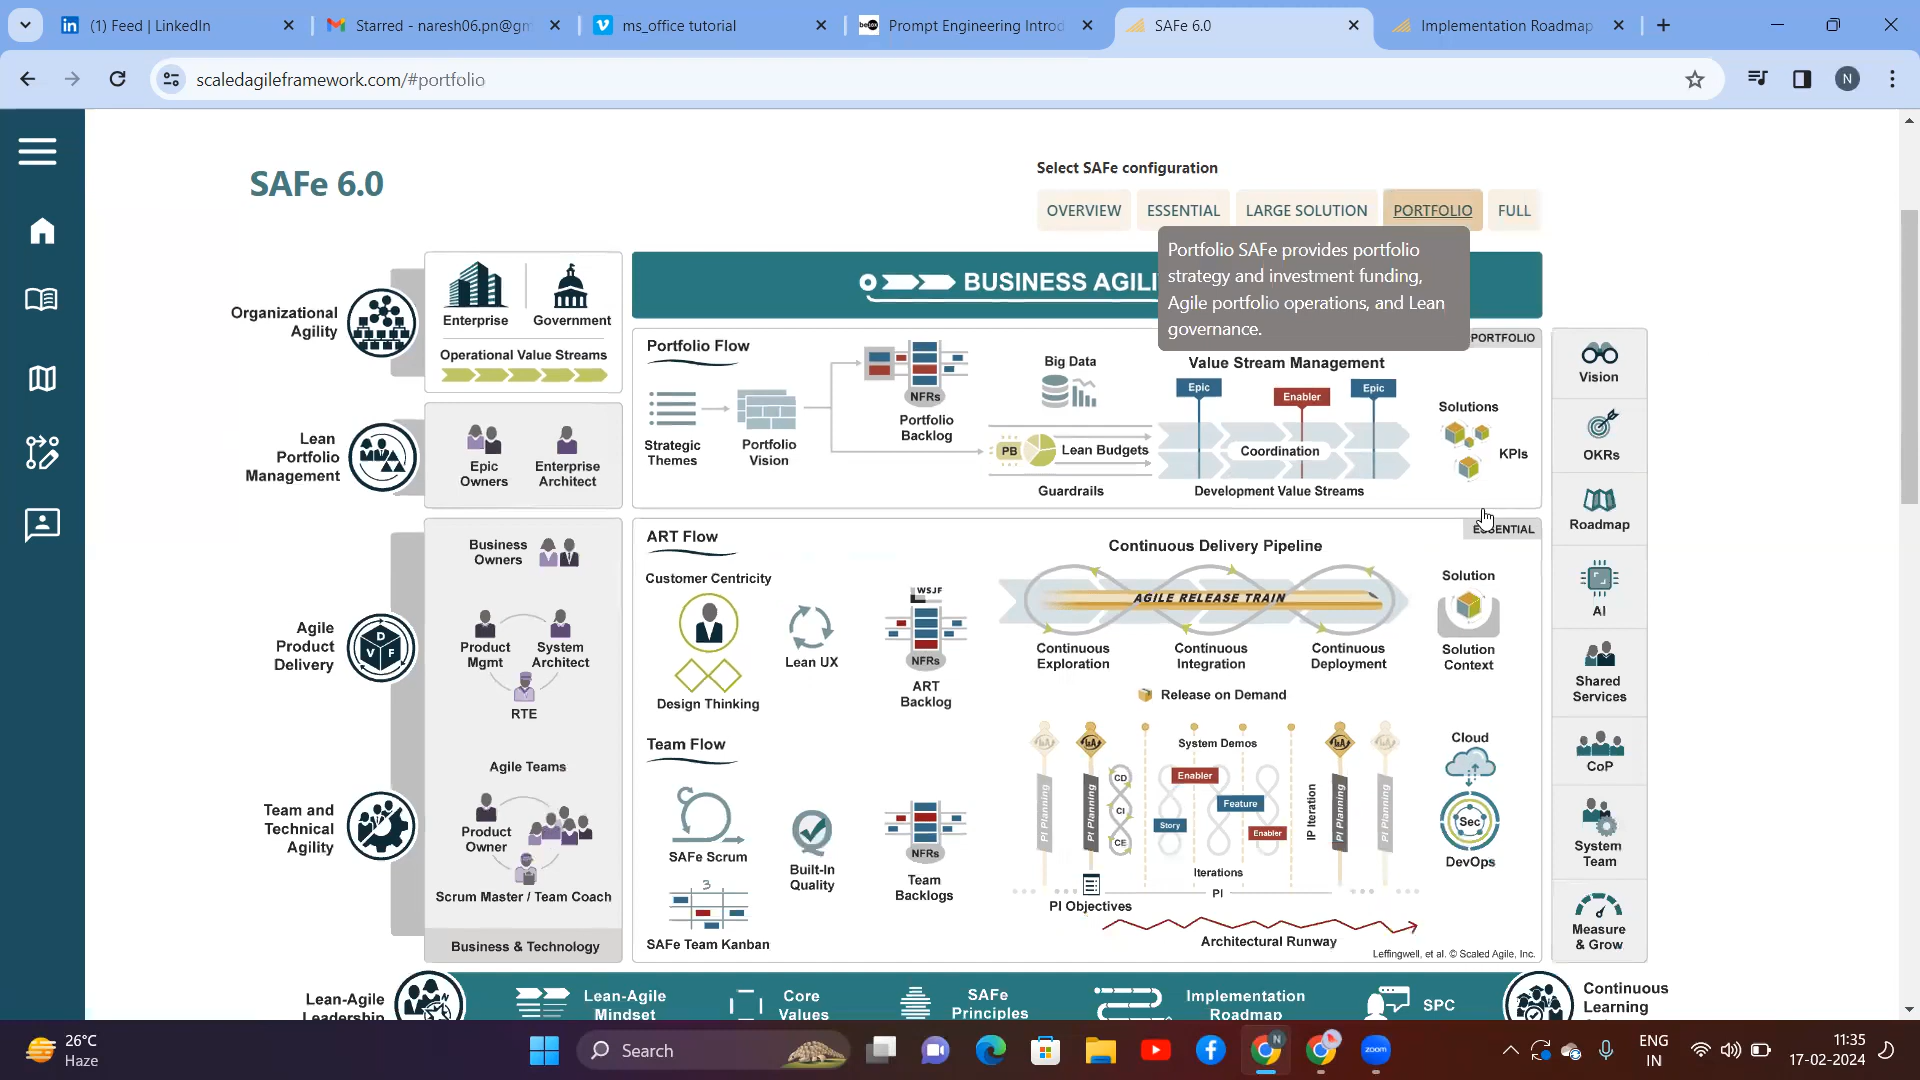 (1) Feed | LinkedIn
Starred - naresh06.pn@gm
ms_office tutorial
Prompt Engineering Introd
SAFe 6.0
Implementation Roadmap
scaledagileframework.com/#portfolio
N
SAFe 6.0
Select SAFe configuration
OVERVIEW
ESSENTIAL
LARGE SOLUTION
PORTFOLIO
FULL
Portfolio SAFe provides portfolio
strategy and investment funding,
Agile portfolio operations, and Lean
governance.
Organizational
Agility
Enterprise
Government
Operational Value Streams
BUSINESS AGILI
Lean
Portfolio
Management
Epic
Owners
Enterprise
Architect
PORTFOLIO
Portfolio Flow
Strategic
Themes
Portfolio
Vision
NFRs
Portfolio
Backlog
Big Data
PB
Lean Budgets
Guardrails
Value Stream Management
Epic
Enabler
Epic
Coordination
Development Value Streams
Solutions
KPIs
Agile
Product
Delivery
D
V F
Business
Owners
Product
Mgmt
System
Architect
RTE
Team and
Technical
Agility
Agile Teams
Product
Owner
Scrum Master / Team Coach
Business & Technology
ESSENTIAL
ART Flow
Customer Centricity
Design Thinking
Lean UX
WSJF
NFRs
ART
Backlog
Continuous Delivery Pipeline
AGILE RELEASE TRAIN
Continuous
Exploration
Continuous
Integration
Continuous
Deployment
Release on Demand
Solution
Solution
Context
Team Flow
SAFe Scrum
3
SAFe Team Kanban
Built-In
Quality
NFRs
Team
Backlogs
PI Planning
PI Planning
CD
CI
CE
System Demos
Enabler
Feature
Story
Enabler
Iterations
IP Iteration
PI Planning
PI Planning
PI
PI Objectives
Architectural Runway
Cloud
Sec
DevOps
Leffingwell, et al. © Scaled Agile, Inc.
Vision
OKRs
Roadmap
AI
Shared
Services
CoP
System
Team
Measure
& Grow
Lean-Agile
Leadership
Lean-Agile
Mindset
Core
Values
SAFe
Principles
Implementation
Roadmap
SPC
Continuous
Learning
26°C
Haze
Search
zoom
ENG
IN
11:35
17-02-2024